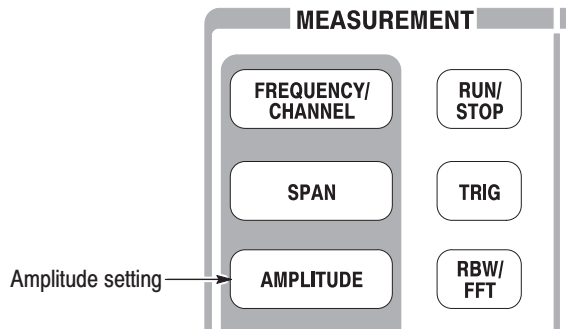 MEASUREMENT
FREQUENCY/
CHANNEL
RUN/
STOP
SPAN
TRIG
Amplitude setting
AMPLITUDE
RBW/
FFT